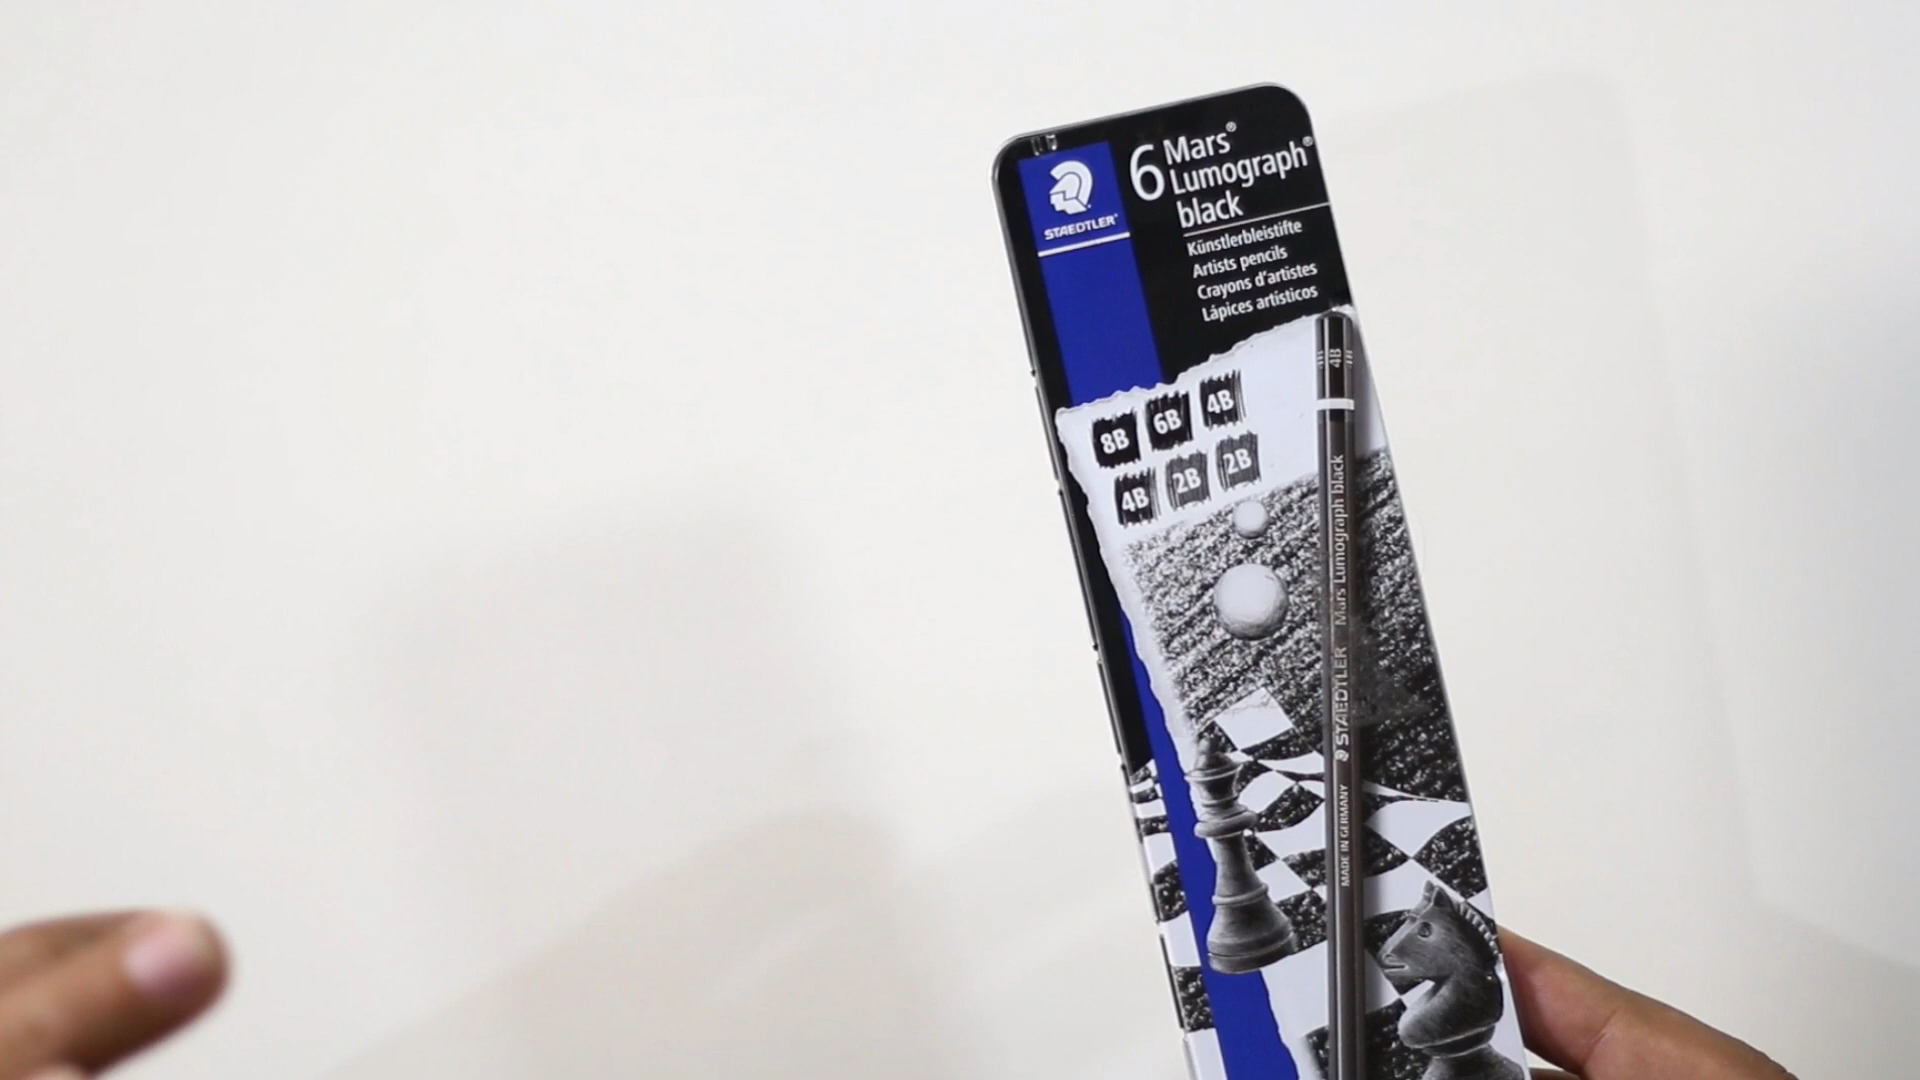 STAEDTLER®
6 Mars®
Lumograph®
black
Künstlerbleistifte
Artists pencils
Crayons d'artistes
Lápices artísticos
8B 6B 4B
4B 2B 2B
4B
MADE IN GERMANY STAEDTLER Mars Lumograph black